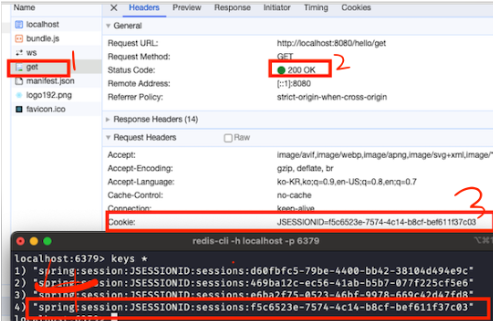 Name
Headers Preview Response Initiator Timing Cookies
localhost
bundle.js
ws
get
manifest.json
logo192.png
favicon.ico
1
General
Request URL: http://localhost:8080/hello/get
Request Method: GET
Status Code: 200 OK
2
Remote Address: [::1]:8080
Referrer Policy: strict-origin-when-cross-origin
Response Headers (14)
Request Headers Raw
Accept: image/avif,image/webp,image/apng,image/svg+xml,image/*
Accept-Encoding: gzip, deflate, br
Accept-Language: ko-KR,ko;q=0.9,en-US;q=0.8,en;q=0.7
Cache-Control: no-cache
Connection: keep-alive
3
Cookie: JSESSIONID=f5c6523e-7574-4c14-b8cf-bef611f37c03
redis-cli -h localhost -p 6379
localhost:6379> keys *
1) "spring:session:JSESSIONID:sessions:d60fbfc5-79be-4400-bb42-38104d494e9c"
2) "spring:session:JSESSIONID:sessions:469ba12c-ec56-41ab-b5b7-077f225cf5e6"
3) "spring:session:JSESSIONID:sessions:e6ba2f75-0523-46bf-9978-669c42d47fd8"
4) "spring:session:JSESSIONID:sessions:f5c6523e-7574-4c14-b8cf-bef611f37c03"